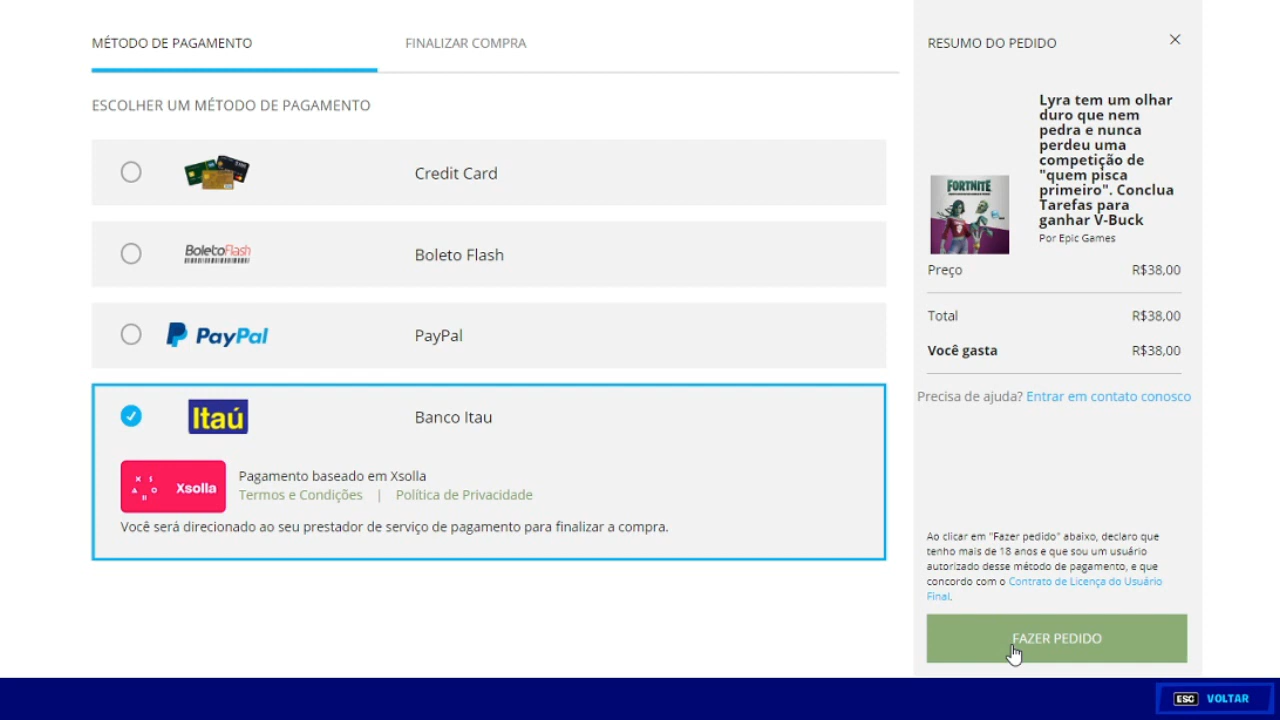 MÉTODO DE PAGAMENTO
FINALIZAR COMPRA
ESCOLHER UM MÉTODO DE PAGAMENTO
Credit Card
BoletoFlash
Boleto Flash
PayPal
PayPal
Itaú
Banco Itau
XSOLLA
Xsolla
Pagamento baseado em Xsolla
Termos e Condições | Política de Privacidade
Você será direcionado ao seu prestador de serviço de pagamento para finalizar a compra.
RESUMO DO PEDIDO
FORTNITE
Lyra tem um olhar
duro que nem
pedra e nunca
perdeu uma
competição de
"quem pisca
primeiro". Conclua
Tarefas para
ganhar V-Buck
Por Epic Games
Preço R$38,00
Total R$38,00
Você gasta R$38,00
Precisa de ajuda? Entrar em contato conosco
Ao clicar em "Fazer pedido" abaixo, declaro que
tenho mais de 18 anos e que sou um usuário
autorizado desse método de pagamento, e que
concordo com o Contrato de Licença do Usuário
Final.
FAZER PEDIDO
ESC VOLTAR